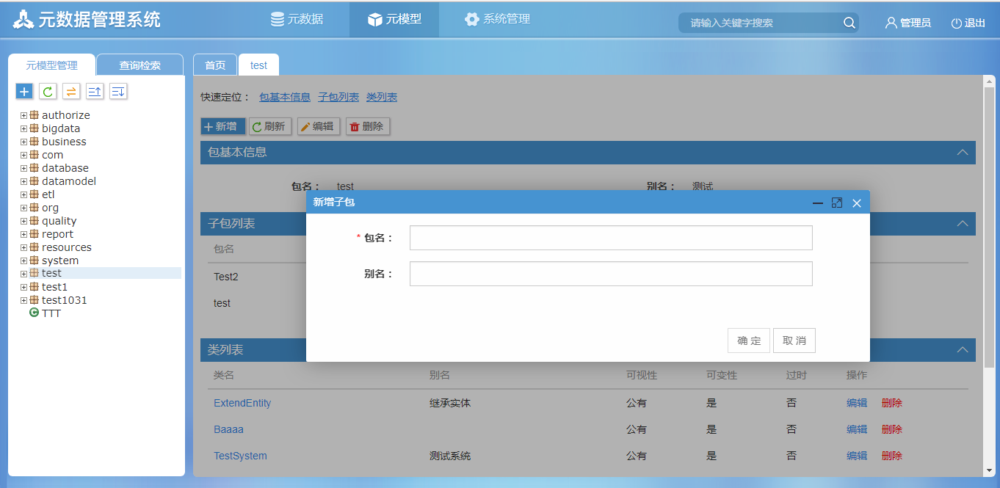 元数据管理系统
元数据
元模型
系统管理
请输入关键字搜索
管理员
退出
元模型管理
查询检索
首页
test
authorize
bigdata
business
com
database
datamodel
etl
org
quality
report
resources
system
test
test1
test1031
TTT
快速定位： 包基本信息 子包列表 类列表
新增 刷新 编辑 删除
包基本信息
包名： test 别名： 测试
新增子包
* 包名：
别名：
确 定 取 消
子包列表
包名
Test2
test
类列表
类名 别名 可视性 可变性 过时 操作
ExtendEntity 继承实体 公有 是 否 编辑 删除
Baaaa 公有 是 否 编辑 删除
TestSystem 测试系统 公有 是 否 编辑 删除